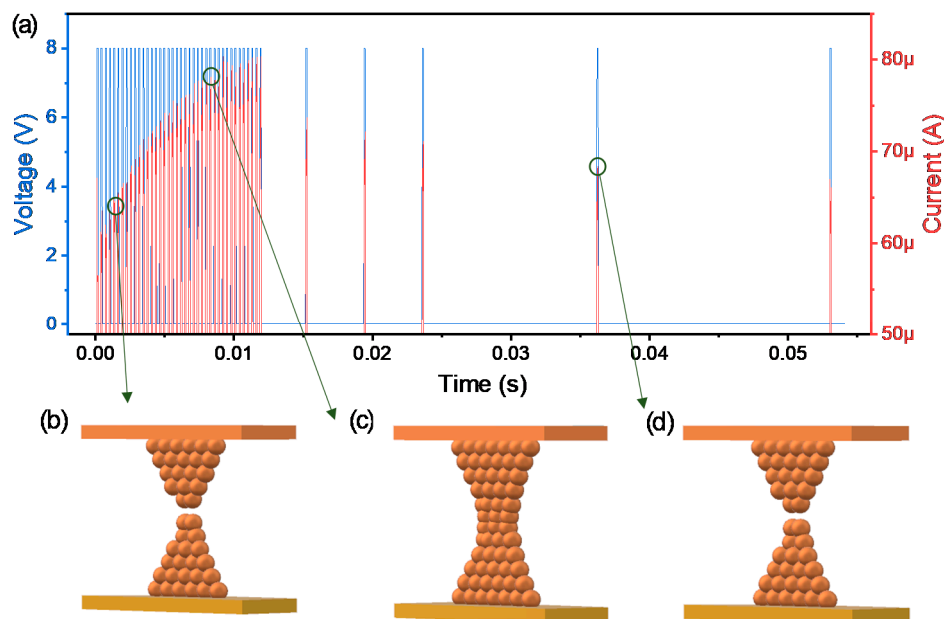 (a)
Voltage (V)
8
6
4
2
0
80µ
70µ
60µ
50µ
Current (A)
0.00
0.01
0.02
0.03
0.04
0.05
Time (s)
(b)
(c)
(d)